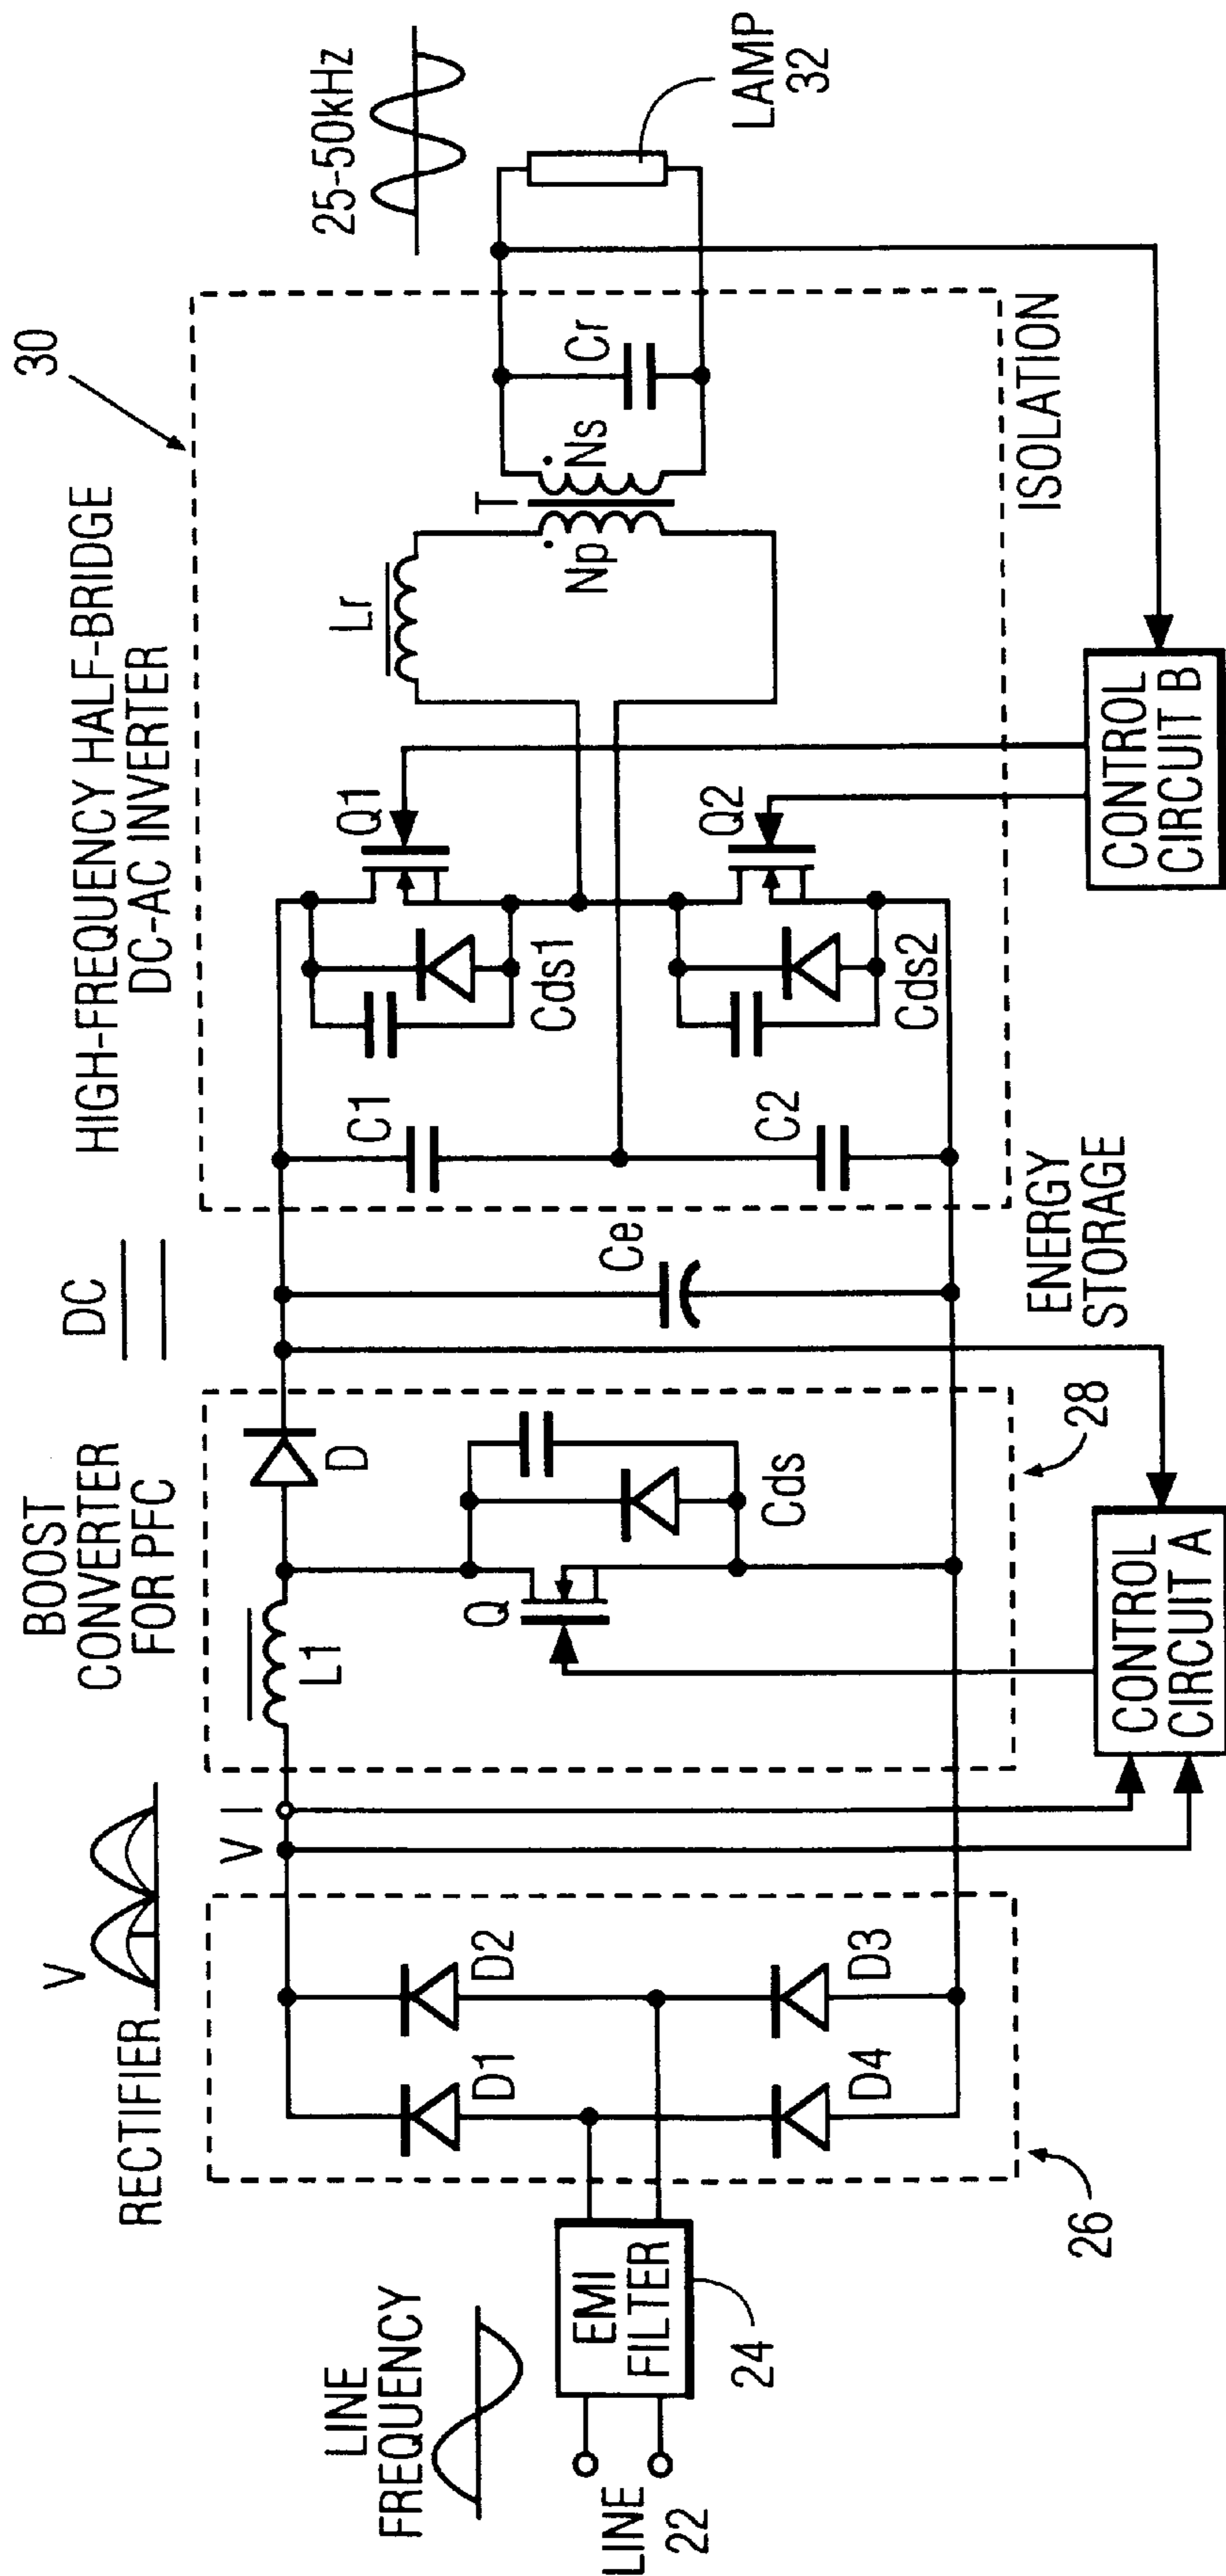 LINE
FREQUENCY
LINE
22
EMI
FILTER
24
RECTIFIER
V
D1
D2
D4
D3
26
V
I
BOOST
CONVERTER
FOR PFC
L1
D
Q
Cds
28
CONTROL
CIRCUIT A
DC
Ce
ENERGY
STORAGE
HIGH-FREQUENCY HALF-BRIDGE
DC-AC INVERTER
30
C1
C2
Cds1
Q1
Cds2
Q2
Lr
T
Np
Ns
Cr
ISOLATION
CONTROL
CIRCUIT B
25-50kHz
LAMP
32